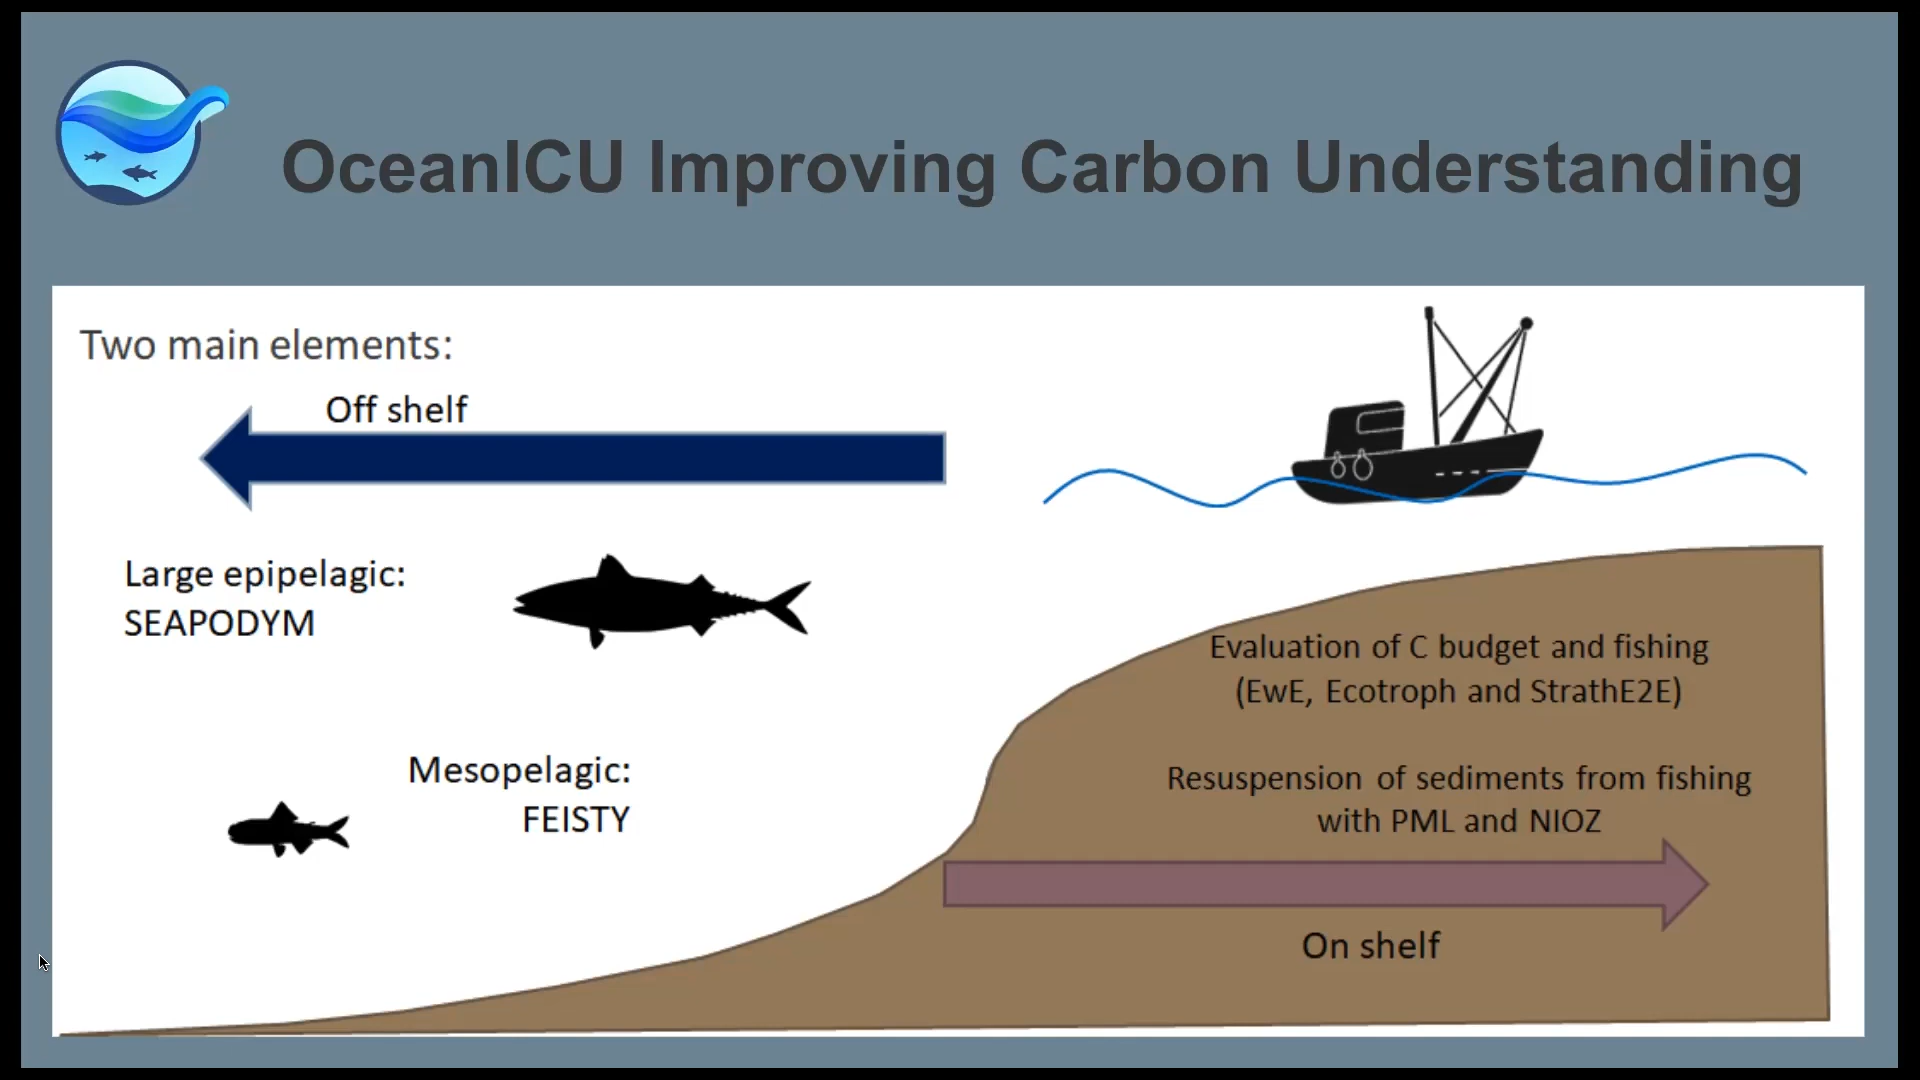 OceanICU Improving Carbon Understanding
Two main elements:
Off shelf
Large epipelagic:
SEAPODYM
Mesopelagic:
FEISTY
Evaluation of C budget and fishing
(EwE, Ecotroph and StrathE2E)
Resuspension of sediments from fishing
with PML and NIOZ
On shelf